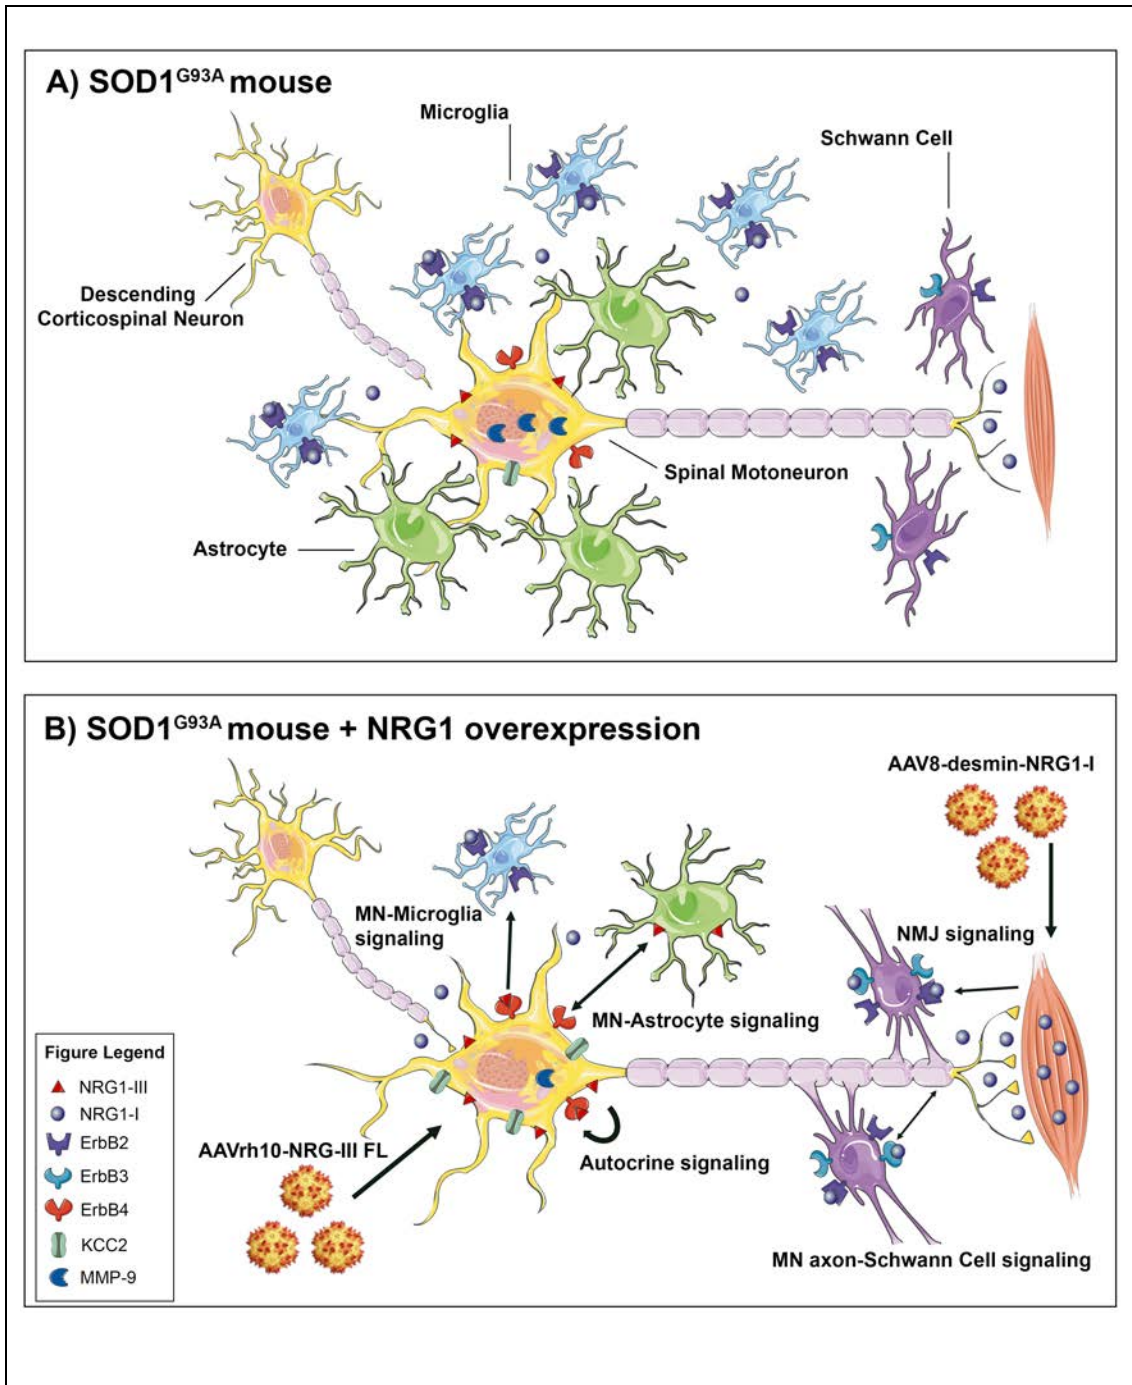 A) SOD1G93A mouse
Microglia
Schwann Cell
Descending
Corticospinal Neuron
Spinal Motoneuron
Astrocyte
B) SOD1G93A mouse + NRG1 overexpression
AAV8-desmin-NRG1-I
MN-Microglia
signaling
NMJ signaling
MN-Astrocyte signaling
Figure Legend
NRG1-III
NRG1-I
ErbB2
ErbB3
ErbB4
KCC2
MMP-9
AAVrh10-NRG-III FL
Autocrine signaling
MN axon-Schwann Cell signaling